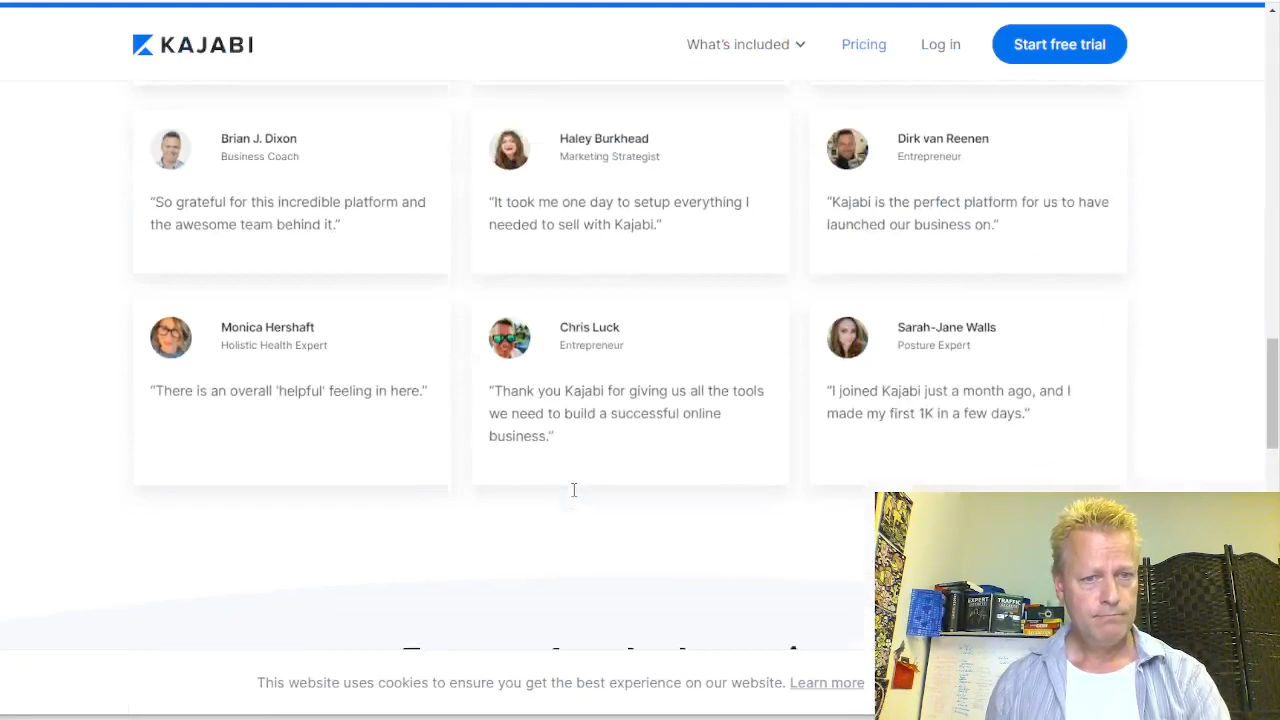 KAJABI
What's included
Pricing
Log in
Start free trial
Brian J. Dixon
Business Coach
“So grateful for this incredible platform and
the awesome team behind it.”
Haley Burkhead
Marketing Strategist
“It took me one day to setup everything I
needed to sell with Kajabi.”
Dirk van Reenen
Entrepreneur
“Kajabi is the perfect platform for us to have
launched our business on.”
Monica Hershaft
Holistic Health Expert
“There is an overall 'helpful' feeling in here.”
Chris Luck
Entrepreneur
“Thank you Kajabi for giving us all the tools
we need to build a successful online
business.”
Sarah-Jane Walls
Posture Expert
“I joined Kajabi just a month ago, and I
made my first 1K in a few days.”
This website uses cookies to ensure you get the best experience on our website. Learn more
EXPERT
SECRETS
TRAFFIC
SECRETS